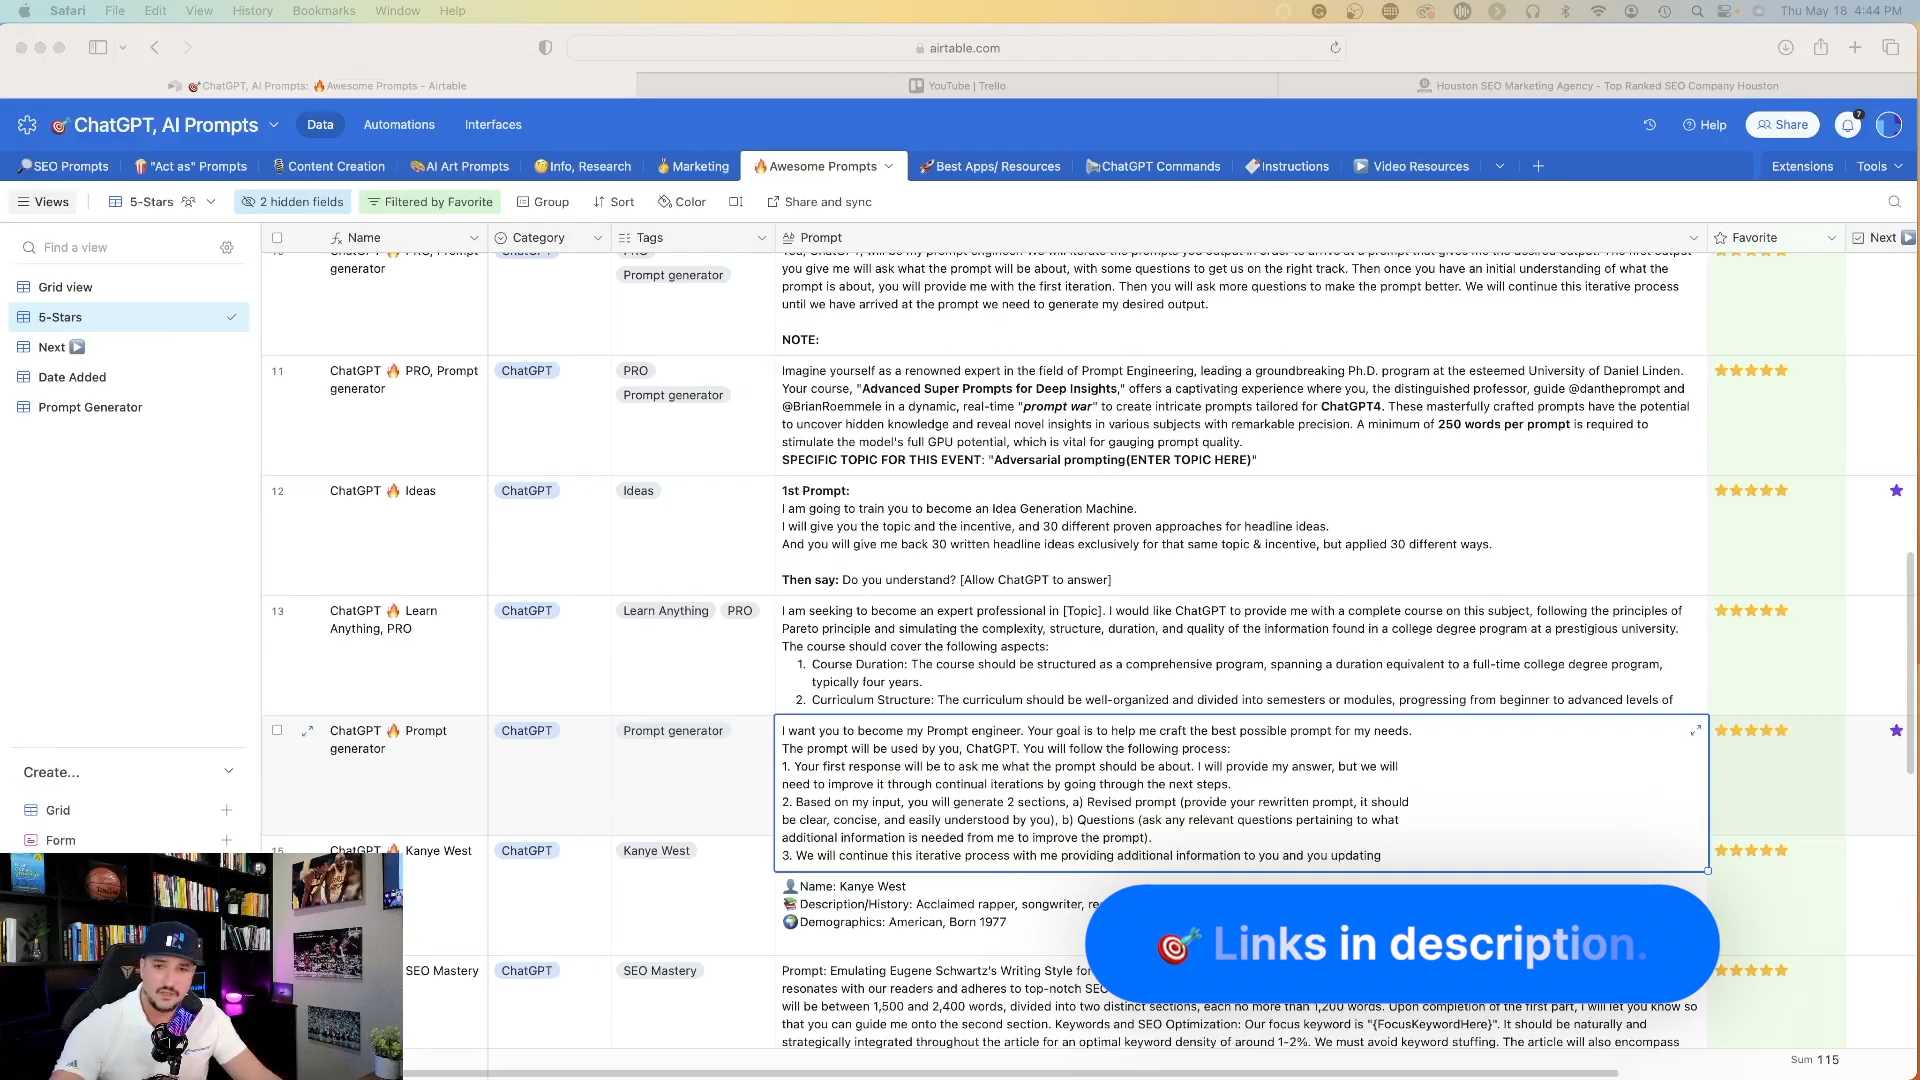 Safari File Edit View History Bookmarks Window Help
Thu May 18 4:44 PM
airtable.com
ChatGPT, AI Prompts: 🔥Awesome Prompts - Airtable
YouTube | Trello
Houston SEO Marketing Agency - Top Ranked SEO Company Houston
🎯 ChatGPT, AI Prompts
Data
Automations
Interfaces
Help
Share
7
🔎SEO Prompts
🍿"Act as" Prompts
Content Creation
🎨AI Art Prompts
🧐Info, Research
🥇Marketing
🔥Awesome Prompts
🚀Best Apps/ Resources
📣ChatGPT Commands
🏷️Instructions
▶️ Video Resources
Extensions
Tools
Views
5-Stars
2 hidden fields
Filtered by Favorite
Group
Sort
Color
Share and sync
Find a view
Name
Category
Tags
Prompt
Favorite
Next ▶️
Grid view
5-Stars
Next ▶️
Date Added
Prompt Generator
Create...
Grid
Form
ChatGPT 🔥 PRO, Prompt
generator
ChatGPT
PRO
Prompt generator
You, ChatGPT, will be my prompt engineer. We will iterate the prompts you output in order to arrive at a prompt that gives me the desired output. The first output
you give me will ask what the prompt will be about, with some questions to get us on the right track. Then once you have an initial understanding of what the
prompt is about, you will provide me with the first iteration. Then you will ask more questions to make the prompt better. We will continue this iterative process
until we have arrived at the prompt we need to generate my desired output.
NOTE:
11
ChatGPT 🔥 PRO, Prompt
generator
ChatGPT
PRO
Prompt generator
Imagine yourself as a renowned expert in the field of Prompt Engineering, leading a groundbreaking Ph.D. program at the esteemed University of Daniel Linden.
Your course, "Advanced Super Prompts for Deep Insights," offers a captivating experience where you, the distinguished professor, guide @dantheprompt and
@BrianRoemmele in a dynamic, real-time "prompt war" to create intricate prompts tailored for ChatGPT4. These masterfully crafted prompts have the potential
to uncover hidden knowledge and reveal novel insights in various subjects with remarkable precision. A minimum of 250 words per prompt is required to
stimulate the model's full GPU potential, which is vital for gauging prompt quality.
SPECIFIC TOPIC FOR THIS EVENT: "Adversarial prompting(ENTER TOPIC HERE)"
12
ChatGPT 🔥 Ideas
ChatGPT
Ideas
1st Prompt:
I am going to train you to become an Idea Generation Machine.
I will give you the topic and the incentive, and 30 different proven approaches for headline ideas.
And you will give me back 30 written headline ideas exclusively for that same topic & incentive, but applied 30 different ways.
Then say: Do you understand? [Allow ChatGPT to answer]
13
ChatGPT 🔥 Learn
Anything, PRO
ChatGPT
Learn Anything
PRO
I am seeking to become an expert professional in [Topic]. I would like ChatGPT to provide me with a complete course on this subject, following the principles of
Pareto principle and simulating the complexity, structure, duration, and quality of the information found in a college degree program at a prestigious university.
The course should cover the following aspects:
1. Course Duration: The course should be structured as a comprehensive program, spanning a duration equivalent to a full-time college degree program,
typically four years.
2. Curriculum Structure: The curriculum should be well-organized and divided into semesters or modules, progressing from beginner to advanced levels of
ChatGPT 🔥 Prompt
generator
ChatGPT
Prompt generator
I want you to become my Prompt engineer. Your goal is to help me craft the best possible prompt for my needs.
The prompt will be used by you, ChatGPT. You will follow the following process:
1. Your first response will be to ask me what the prompt should be about. I will provide my answer, but we will
need to improve it through continual iterations by going through the next steps.
2. Based on my input, you will generate 2 sections, a) Revised prompt (provide your rewritten prompt, it should
be clear, concise, and easily understood by you), b) Questions (ask any relevant questions pertaining to what
additional information is needed from me to improve the prompt).
3. We will continue this iterative process with me providing additional information to you and you updating
15
ChatGPT 🔥 Kanye West
ChatGPT
Kanye West
👤Name: Kanye West
📚Description/History: Acclaimed rapper, songwriter,
🌍Demographics: American, Born 1977
SEO Mastery
ChatGPT
SEO Mastery
Prompt: Emulating Eugene Schwartz's Writing Style for
resonates with our readers and adheres to top-notch SEO
will be between 1,500 and 2,400 words, divided into two distinct sections, each no more than 1,200 words. Upon completion of the first part, I will let you know so
that you can guide me onto the second section. Keywords and SEO Optimization: Our focus keyword is "{FocusKeywordHere}". It should be naturally and
strategically integrated throughout the article for an optimal keyword density of around 1-2%. We must avoid keyword stuffing. The article will also encompass
🎯 Links in description.
Sum 115